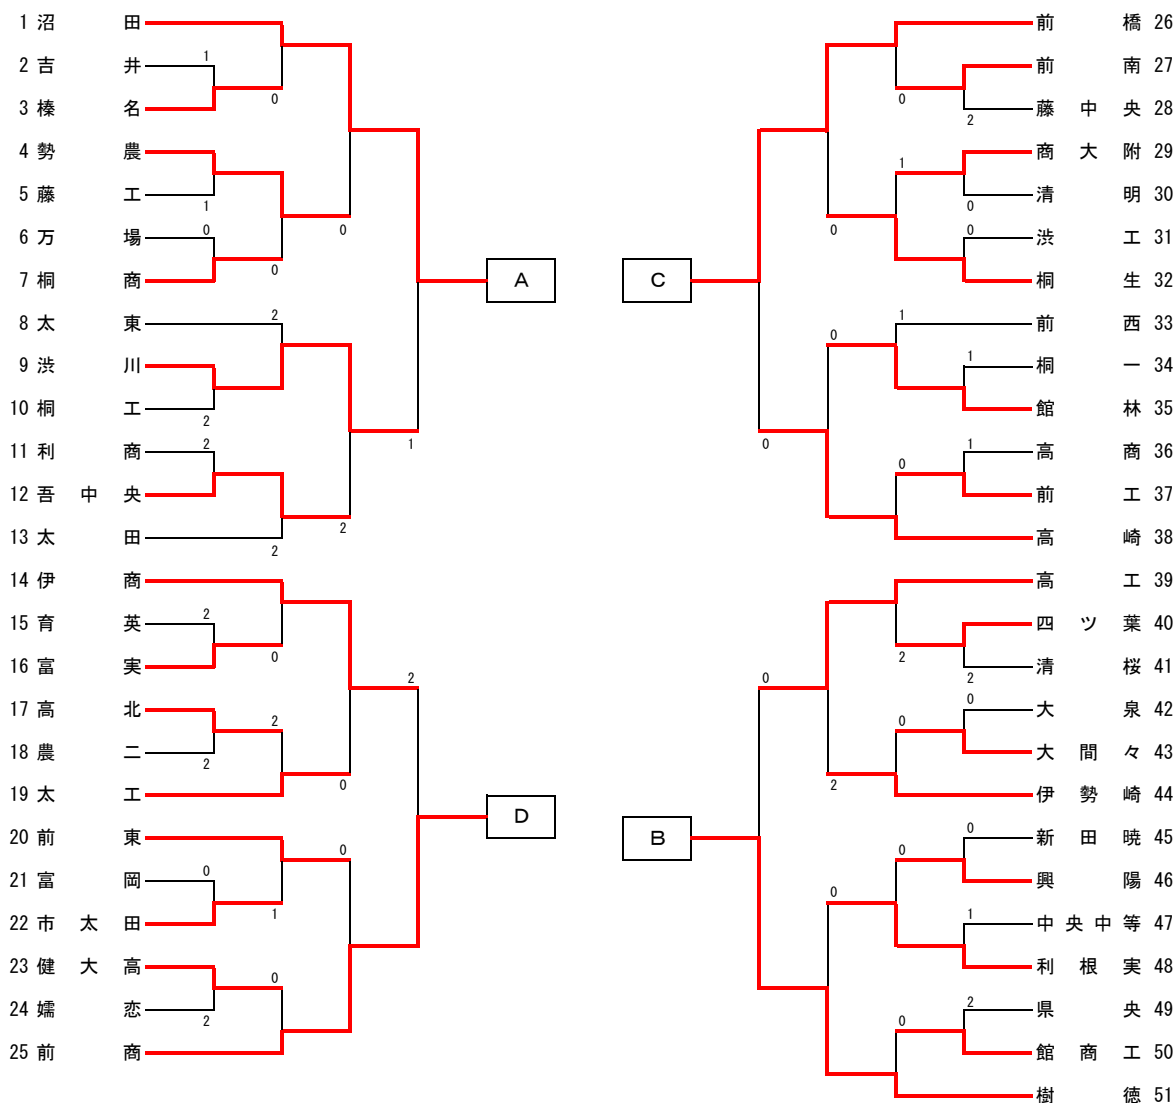 1 沼田
2 吉井
3 榛名
4 勢農
5 藤工
6 万場
7 桐商
8 太東
9 渋川
10 桐工
11 利商
12 吾中央
13 太田
14 伊商
15 育英
16 富実
17 高北
18 農二
19 太工
20 前東
21 富岡
22 市太田
23 健大高
24 嬬恋
25 前商
1
0
1
0
0
0
2
2
2
2
2
1
2
0
2
2
0
2
0
0
1
0
2
A
D
C
B
0
2
1
0
0
0
1
0
1
0
1
0
2
2
0
0
0
2
0
0
0
1
2
0
前橋 26
前南 27
藤中央 28
商大附 29
清明 30
渋工 31
桐生 32
前西 33
桐一 34
館林 35
高商 36
前工 37
高崎 38
高工 39
四ツ葉 40
清桜 41
大泉 42
大間々 43
伊勢崎 44
新田暁 45
興陽 46
中央中等 47
利根実 48
県央 49
館商工 50
樹徳 51